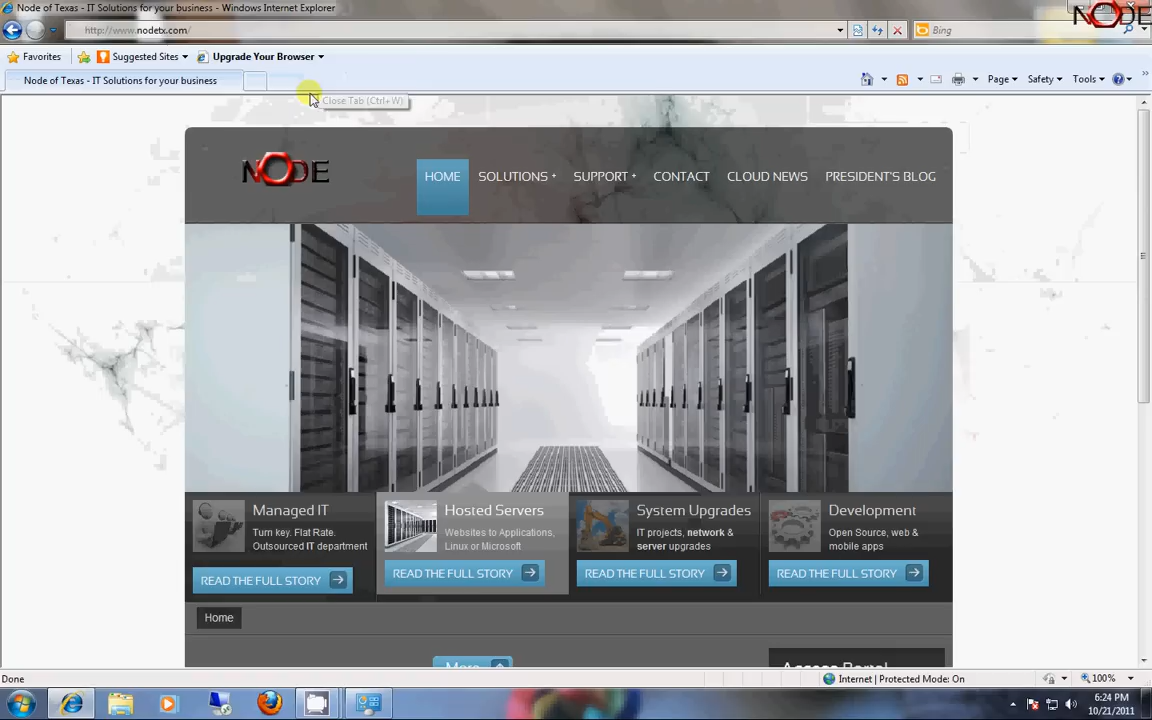 Node of Texas - IT Solutions for your business - Windows Internet Explorer
NODE
http://www.nodetx.com/
Bing
Favorites
Suggested Sites
Upgrade Your Browser
Node of Texas - IT Solutions for your business
Page
Safety
Tools
Close Tab (Ctrl+W)
NODE
HOME
SOLUTIONS +
SUPPORT +
CONTACT
CLOUD NEWS
PRESIDENT'S BLOG
Managed IT
Turn key. Flat Rate.
Outsourced IT department
READ THE FULL STORY
Hosted Servers
Websites to Applications,
Linux or Microsoft
READ THE FULL STORY
System Upgrades
IT projects, network &
server upgrades
READ THE FULL STORY
Development
Open Source, web &
mobile apps
READ THE FULL STORY
Home
More
Access Portal
Done
Internet | Protected Mode: On
100%
6:24 PM
10/21/2011